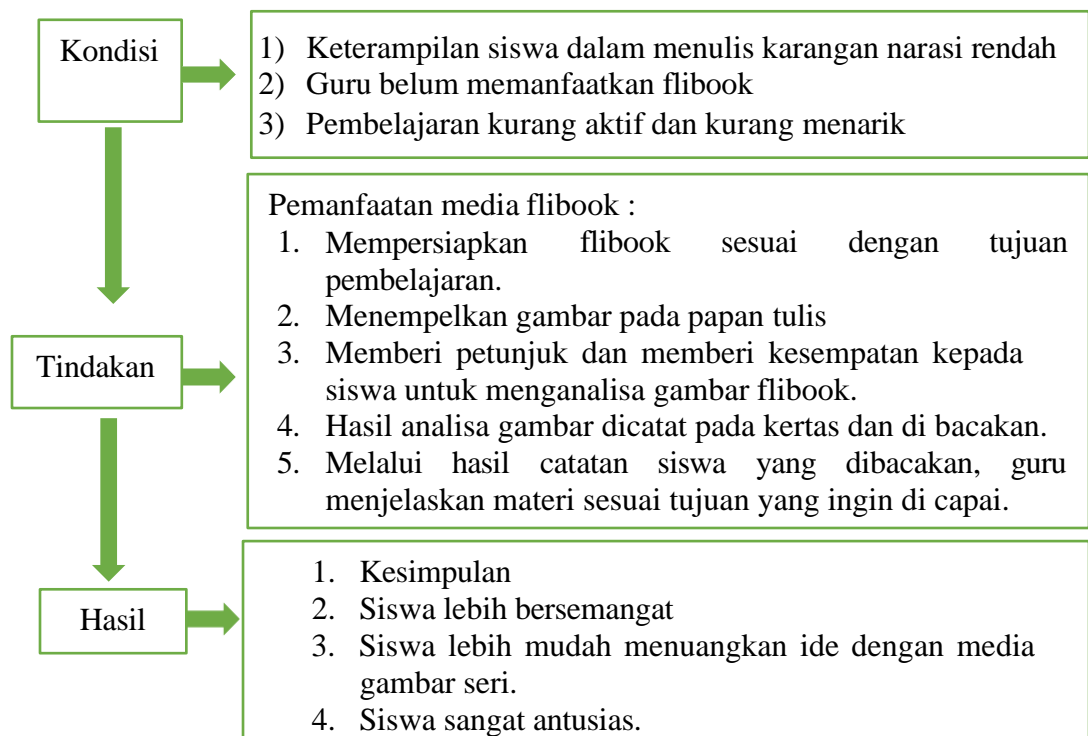 Kondisi
1) Keterampilan siswa dalam menulis karangan narasi rendah
2) Guru belum memanfaatkan flibook
3) Pembelajaran kurang aktif dan kurang menarik
Tindakan
Pemanfaatan media flibook :
1. Mempersiapkan flibook sesuai dengan tujuan
pembelajaran.
2. Menempelkan gambar pada papan tulis
3. Memberi petunjuk dan memberi kesempatan kepada
siswa untuk menganalisa gambar flibook.
4. Hasil analisa gambar dicatat pada kertas dan di bacakan.
5. Melalui hasil catatan siswa yang dibacakan, guru
menjelaskan materi sesuai tujuan yang ingin di capai.
Hasil
1. Kesimpulan
2. Siswa lebih bersemangat
3. Siswa lebih mudah menuangkan ide dengan media
gambar seri.
4. Siswa sangat antusias.